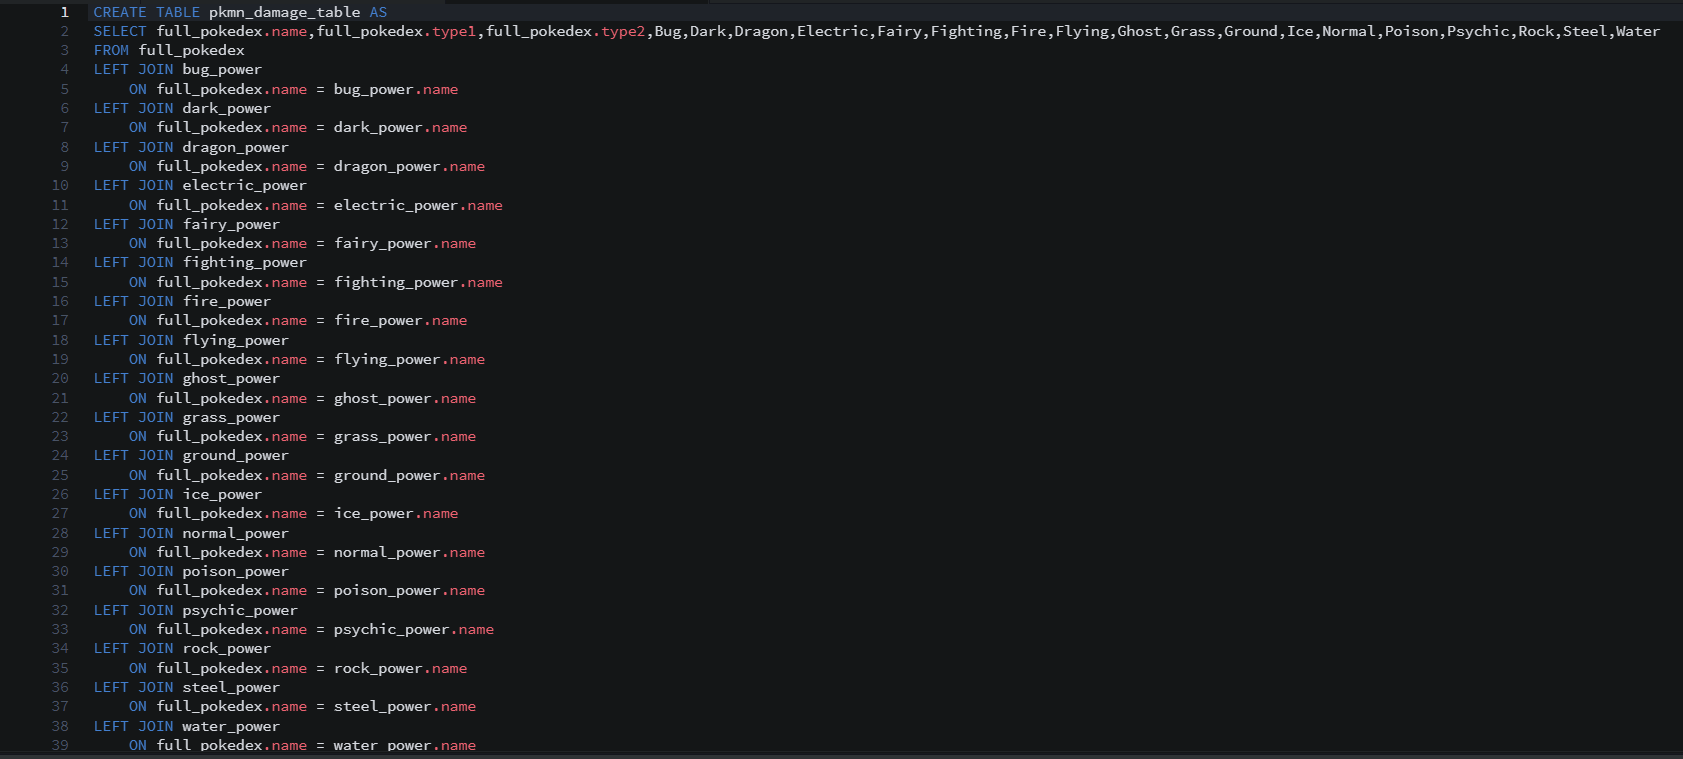 1 CREATE TABLE pkmn_damage_table AS
2 SELECT full_pokedex.name,full_pokedex.type1,full_pokedex.type2,Bug,Dark,Dragon,Electric,Fairy,Fighting,Fire,Flying,Ghost,Grass,Ground,Ice,Normal,Poison,Psychic,Rock,Steel,Water
3 FROM full_pokedex
4 LEFT JOIN bug_power
5 ON full_pokedex.name = bug_power.name
6 LEFT JOIN dark_power
7 ON full_pokedex.name = dark_power.name
8 LEFT JOIN dragon_power
9 ON full_pokedex.name = dragon_power.name
10 LEFT JOIN electric_power
11 ON full_pokedex.name = electric_power.name
12 LEFT JOIN fairy_power
13 ON full_pokedex.name = fairy_power.name
14 LEFT JOIN fighting_power
15 ON full_pokedex.name = fighting_power.name
16 LEFT JOIN fire_power
17 ON full_pokedex.name = fire_power.name
18 LEFT JOIN flying_power
19 ON full_pokedex.name = flying_power.name
20 LEFT JOIN ghost_power
21 ON full_pokedex.name = ghost_power.name
22 LEFT JOIN grass_power
23 ON full_pokedex.name = grass_power.name
24 LEFT JOIN ground_power
25 ON full_pokedex.name = ground_power.name
26 LEFT JOIN ice_power
27 ON full_pokedex.name = ice_power.name
28 LEFT JOIN normal_power
29 ON full_pokedex.name = normal_power.name
30 LEFT JOIN poison_power
31 ON full_pokedex.name = poison_power.name
32 LEFT JOIN psychic_power
33 ON full_pokedex.name = psychic_power.name
34 LEFT JOIN rock_power
35 ON full_pokedex.name = rock_power.name
36 LEFT JOIN steel_power
37 ON full_pokedex.name = steel_power.name
38 LEFT JOIN water_power
39 ON full_pokedex.name = water_power.name